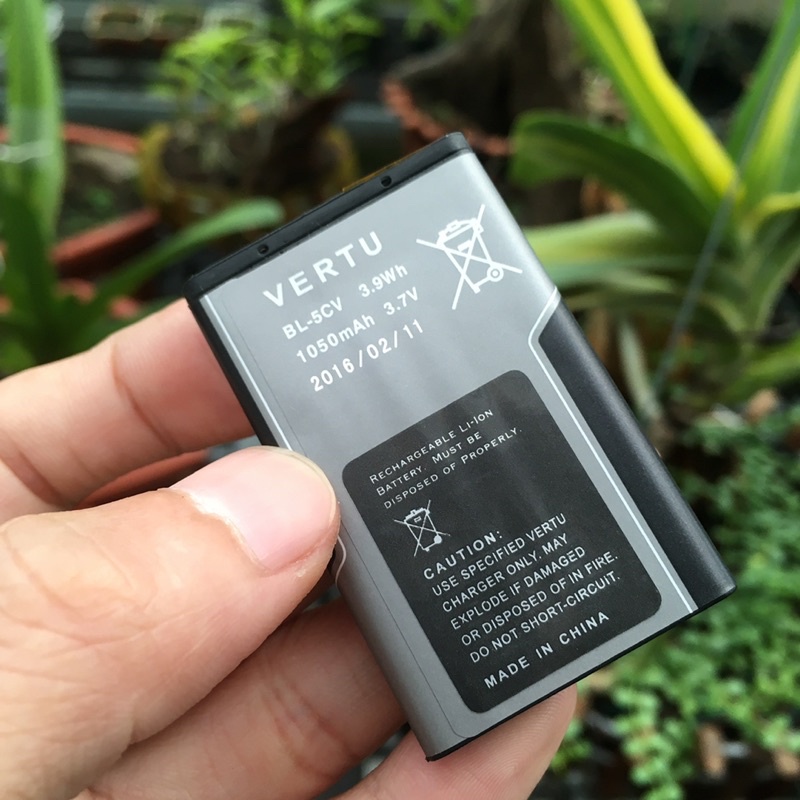 VERTU
BL-5CV 3.9Wh
1050mAh 3.7V
2016/02/11
RECHARGEABLE LI-ION
BATTERY. MUST BE
DISPOSED OF PROPERLY.
CAUTION:
USE SPECIFIED VERTU
CHARGER ONLY. MAY
EXPLODE IF DAMAGED
OR DISPOSED OF IN FIRE.
DO NOT SHORT-CIRCUIT.
MADE IN CHINA